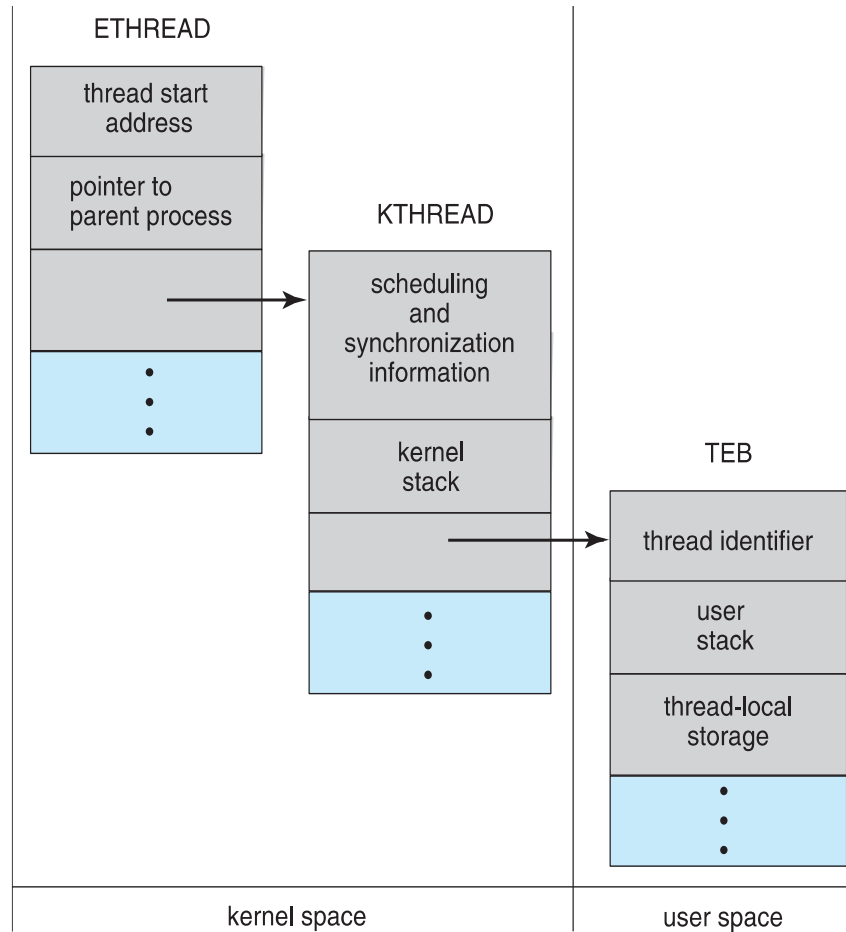 ETHREAD
thread start
address
pointer to
parent process
KTHREAD
scheduling
and
synchronization
information
kernel
stack
TEB
thread identifier
user
stack
thread-local
storage
kernel space
user space